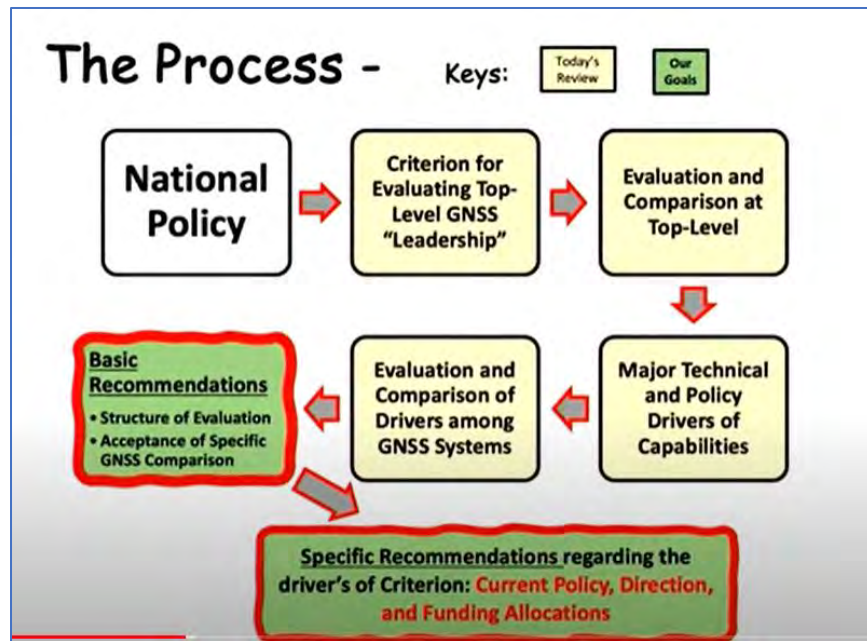 The Process -
Keys:
Today's
Review
Our
Goals
National
Policy
Criterion for
Evaluating Top-
Level GNSS
“Leadership”
Evaluation and
Comparison at
Top-Level
Major Technical
and Policy
Drivers of
Capabilities
Evaluation and
Comparison of
Drivers among
GNSS Systems
Basic
Recommendations
• Structure of Evaluation
• Acceptance of Specific
GNSS Comparison
Specific Recommendations regarding the
driver's of Criterion: Current Policy, Direction,
and Funding Allocations